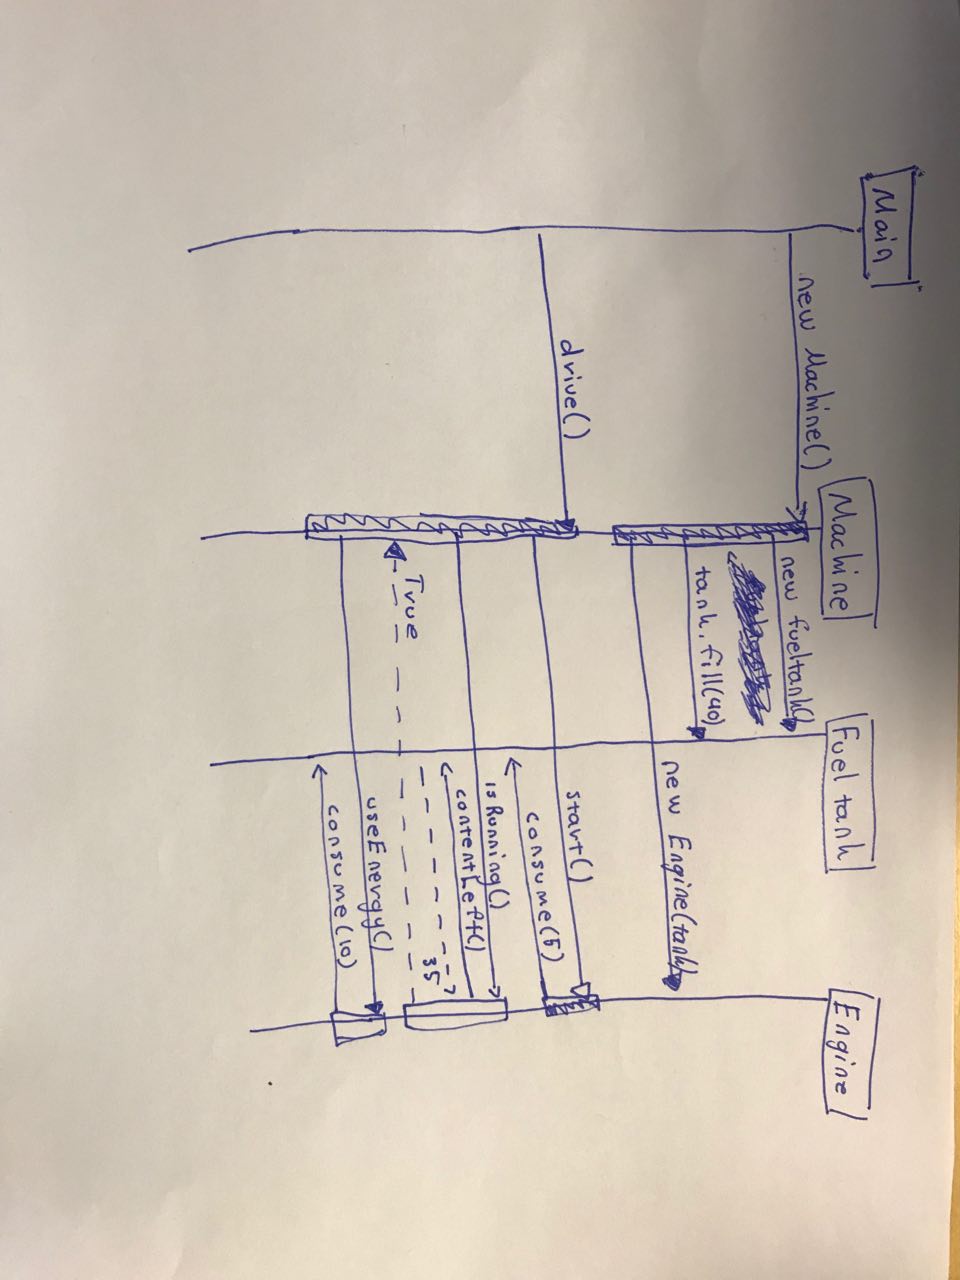 Main
Machine
Fuel tank
Engine
new Machine()
new fueltank()
tank.fill(40)
new Engine(tank)
drive()
start()
consume(5)
isRunning()
contentLeft()
35
True
useEnergy()
consume(10)